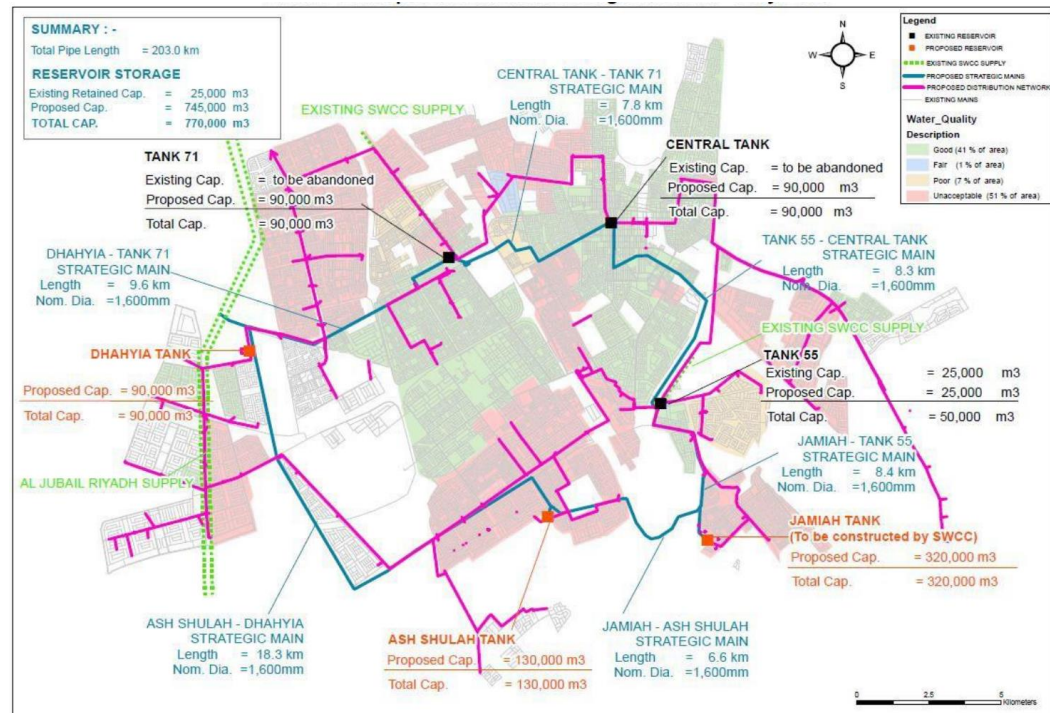 SUMMARY : -
Total Pipe Length = 203.0 km
RESERVOIR STORAGE
Existing Retained Cap. = 25,000 m3
Proposed Cap. = 745,000 m3
TOTAL CAP. = 770,000 m3
N
W E
S
Legend
EXISTING RESERVOIR
PROPOSED RESERVOIR
EXISTING SWCC SUPPLY
PROPOSED STRATEGIC MAINS
PROPOSED DISTRIBUTION NETWORK
EXISTING MAINS
Water_Quality
Description
Good (41 % of area)
Fair (1 % of area)
Poor (7 % of area)
Unacceptable (51 % of area)
CENTRAL TANK - TANK 71
STRATEGIC MAIN
Length = 7.8 km
Nom. Dia. =1,600mm
EXISTING SWCC SUPPLY
TANK 71
Existing Cap. = to be abandoned
Proposed Cap. = 90,000 m3
Total Cap. = 90,000 m3
CENTRAL TANK
Existing Cap. = to be abandoned
Proposed Cap. = 90,000 m3
Total Cap. = 90,000 m3
DHAHYIA - TANK 71
STRATEGIC MAIN
Length = 9.6 km
Nom. Dia. =1,600mm
TANK 55 - CENTRAL TANK
STRATEGIC MAIN
Length = 8.3 km
Nom. Dia. =1,600mm
EXISTING SWCC SUPPLY
DHAHYIA TANK
Proposed Cap. = 90,000 m3
Total Cap. = 90,000 m3
TANK 55
Existing Cap. = 25,000 m3
Proposed Cap. = 25,000 m3
Total Cap. = 50,000 m3
AL JUBAIL RIYADH SUPPLY
JAMIAH - TANK 55
STRATEGIC MAIN
Length = 8.4 km
Nom. Dia. =1,600mm
JAMIAH TANK
(To be constructed by SWCC)
Proposed Cap. = 320,000 m3
Total Cap. = 320,000 m3
ASH SHULAH - DHAHYIA
STRATEGIC MAIN
Length = 18.3 km
Nom. Dia. =1,600mm
ASH SHULAH TANK
Proposed Cap. = 130,000 m3
Total Cap. = 130,000 m3
JAMIAH - ASH SHULAH
STRATEGIC MAIN
Length = 6.6 km
Nom. Dia. =1,600mm
0 2.5 5
Kilometers